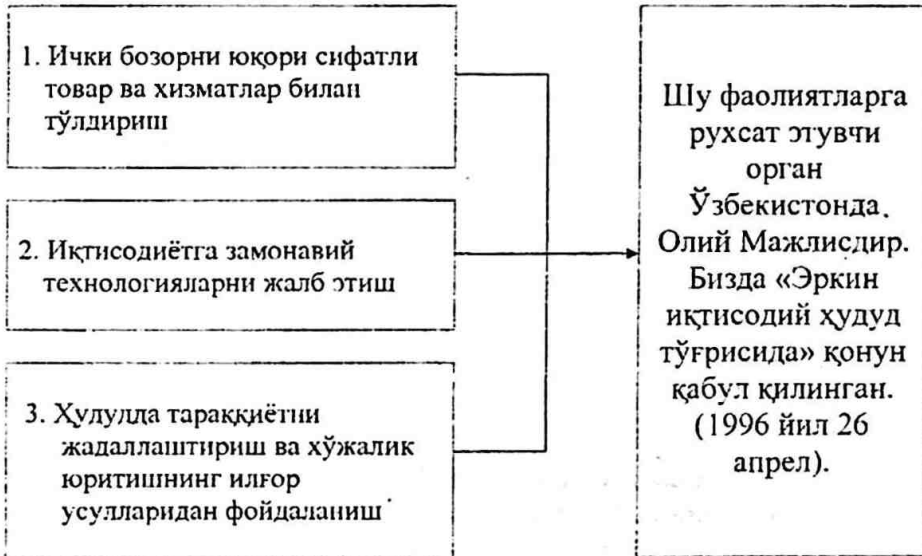 1. Ички бозорни юқори сифатли
товар ва хизматлар билан
тўлдириш
2. Иқтисодиётга замонавий
технологияларни жалб этиш
3. Ҳудудда тараққиётни
жадаллаштириш ва хўжалик
юритишнинг илғор
усулларидан фойдаланиш
Шу фаолиятларга
рухсат этувчи
орган
Ўзбекистонда.
Олий Мажлисдир.
Бизда «Эркин
иқтисодий ҳудуд
тўғрисида» қонун
қабул қилинган.
(1996 йил 26
апрел).